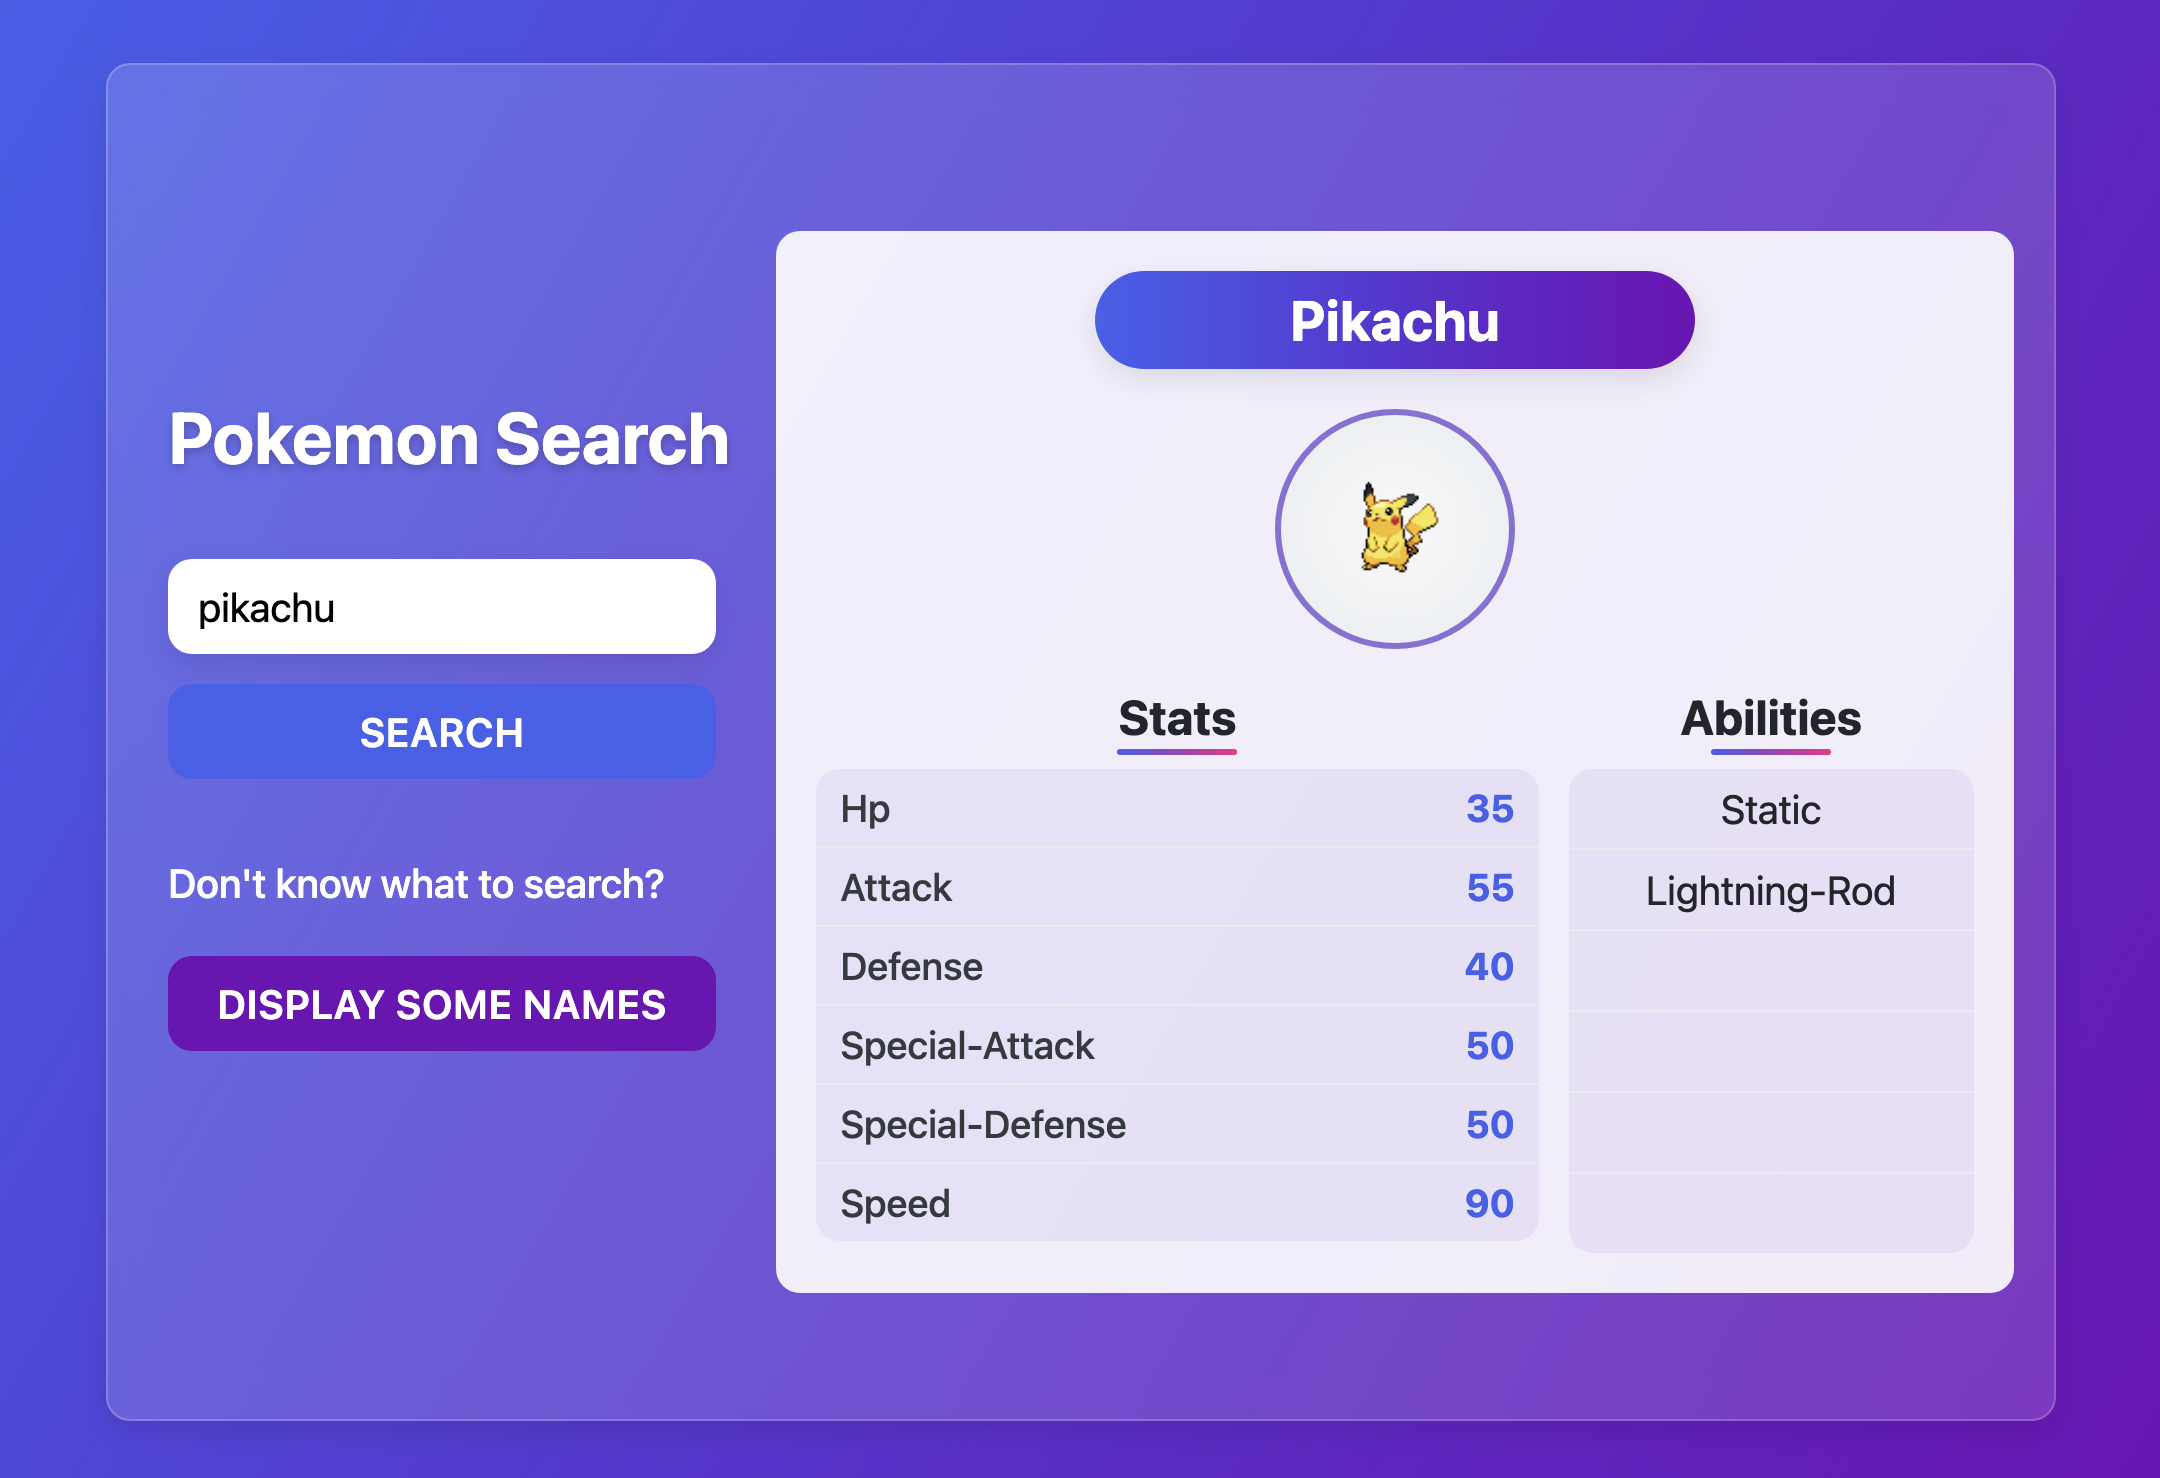 Pokemon Search
pikachu
SEARCH
Don't know what to search?
DISPLAY SOME NAMES
Pikachu
Stats
Hp 35
Attack 55
Defense 40
Special-Attack 50
Special-Defense 50
Speed 90
Abilities
Static
Lightning-Rod